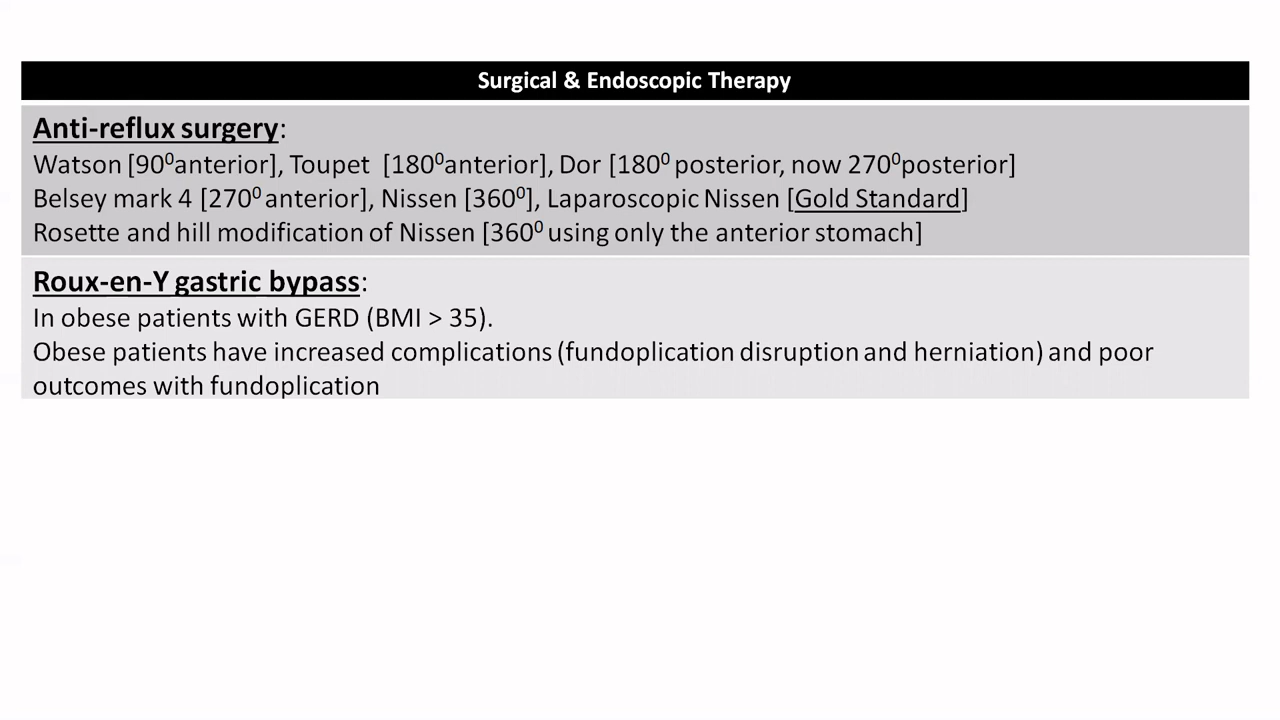 Surgical & Endoscopic Therapy
Anti-reflux surgery:
Watson [90⁰anterior], Toupet [180⁰anterior], Dor [180⁰ posterior, now 270⁰posterior]
Belsey mark 4 [270⁰ anterior], Nissen [360⁰], Laparoscopic Nissen [Gold Standard]
Rosette and hill modification of Nissen [360⁰ using only the anterior stomach]
Roux-en-Y gastric bypass:
In obese patients with GERD (BMI > 35).
Obese patients have increased complications (fundoplication disruption and herniation) and poor
outcomes with fundoplication